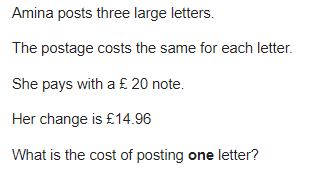 Amina posts three large letters.
The postage costs the same for each letter.
She pays with a £ 20 note.
Her change is £14.96
What is the cost of posting one letter?